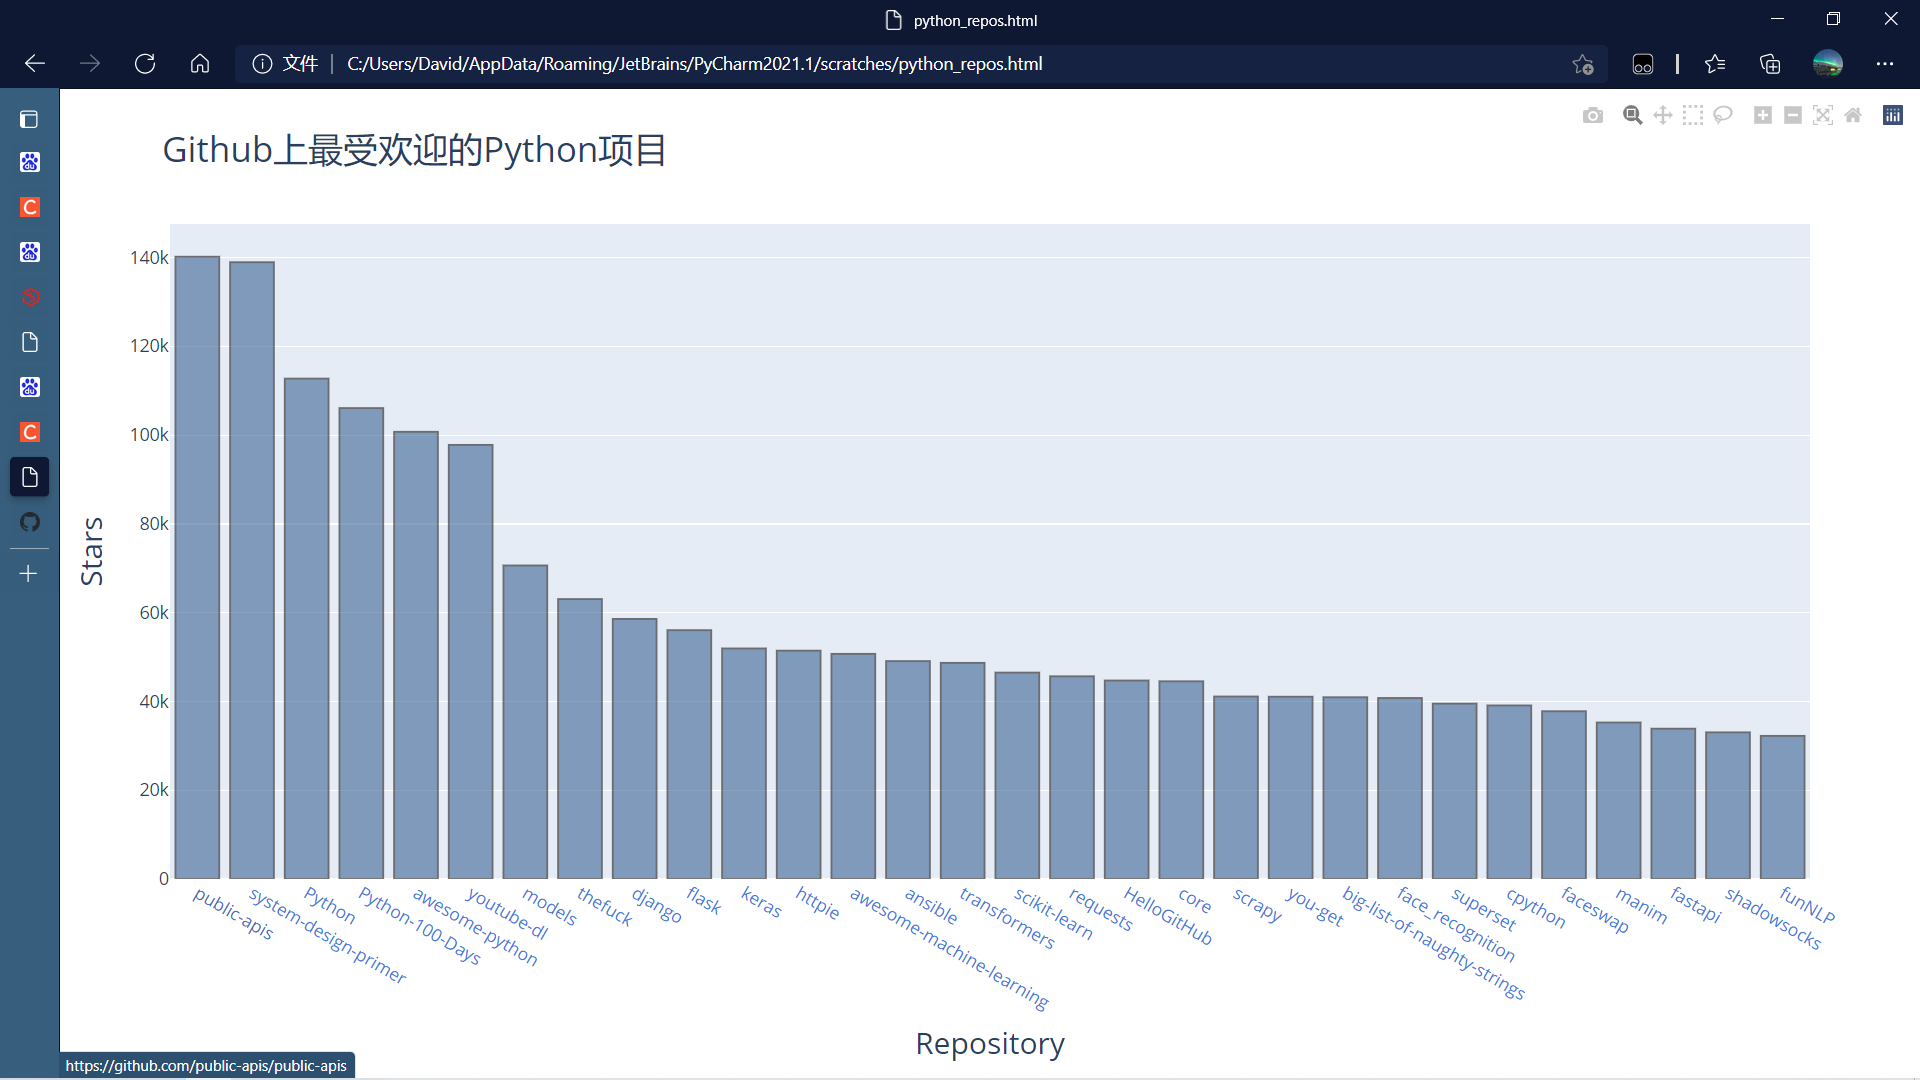 python_repos.html
文件 | C:/Users/David/AppData/Roaming/JetBrains/PyCharm2021.1/scratches/python_repos.html
Github上最受欢迎的Python项目
140k
120k
100k
80k
60k
40k
20k
0
Stars
public-apis
system-design-primer
Python
Python-100-Days
awesome-python
youtube-dl
models
thefuck
django
flask
keras
httpie
awesome-machine-learning
ansible
transformers
scikit-learn
requests
HelloGitHub
core
scrapy
you-get
big-list-of-naughty-strings
face_recognition
superset
cpython
faceswap
manim
fastapi
shadowsocks
funNLP
Repository
https://github.com/public-apis/public-apis